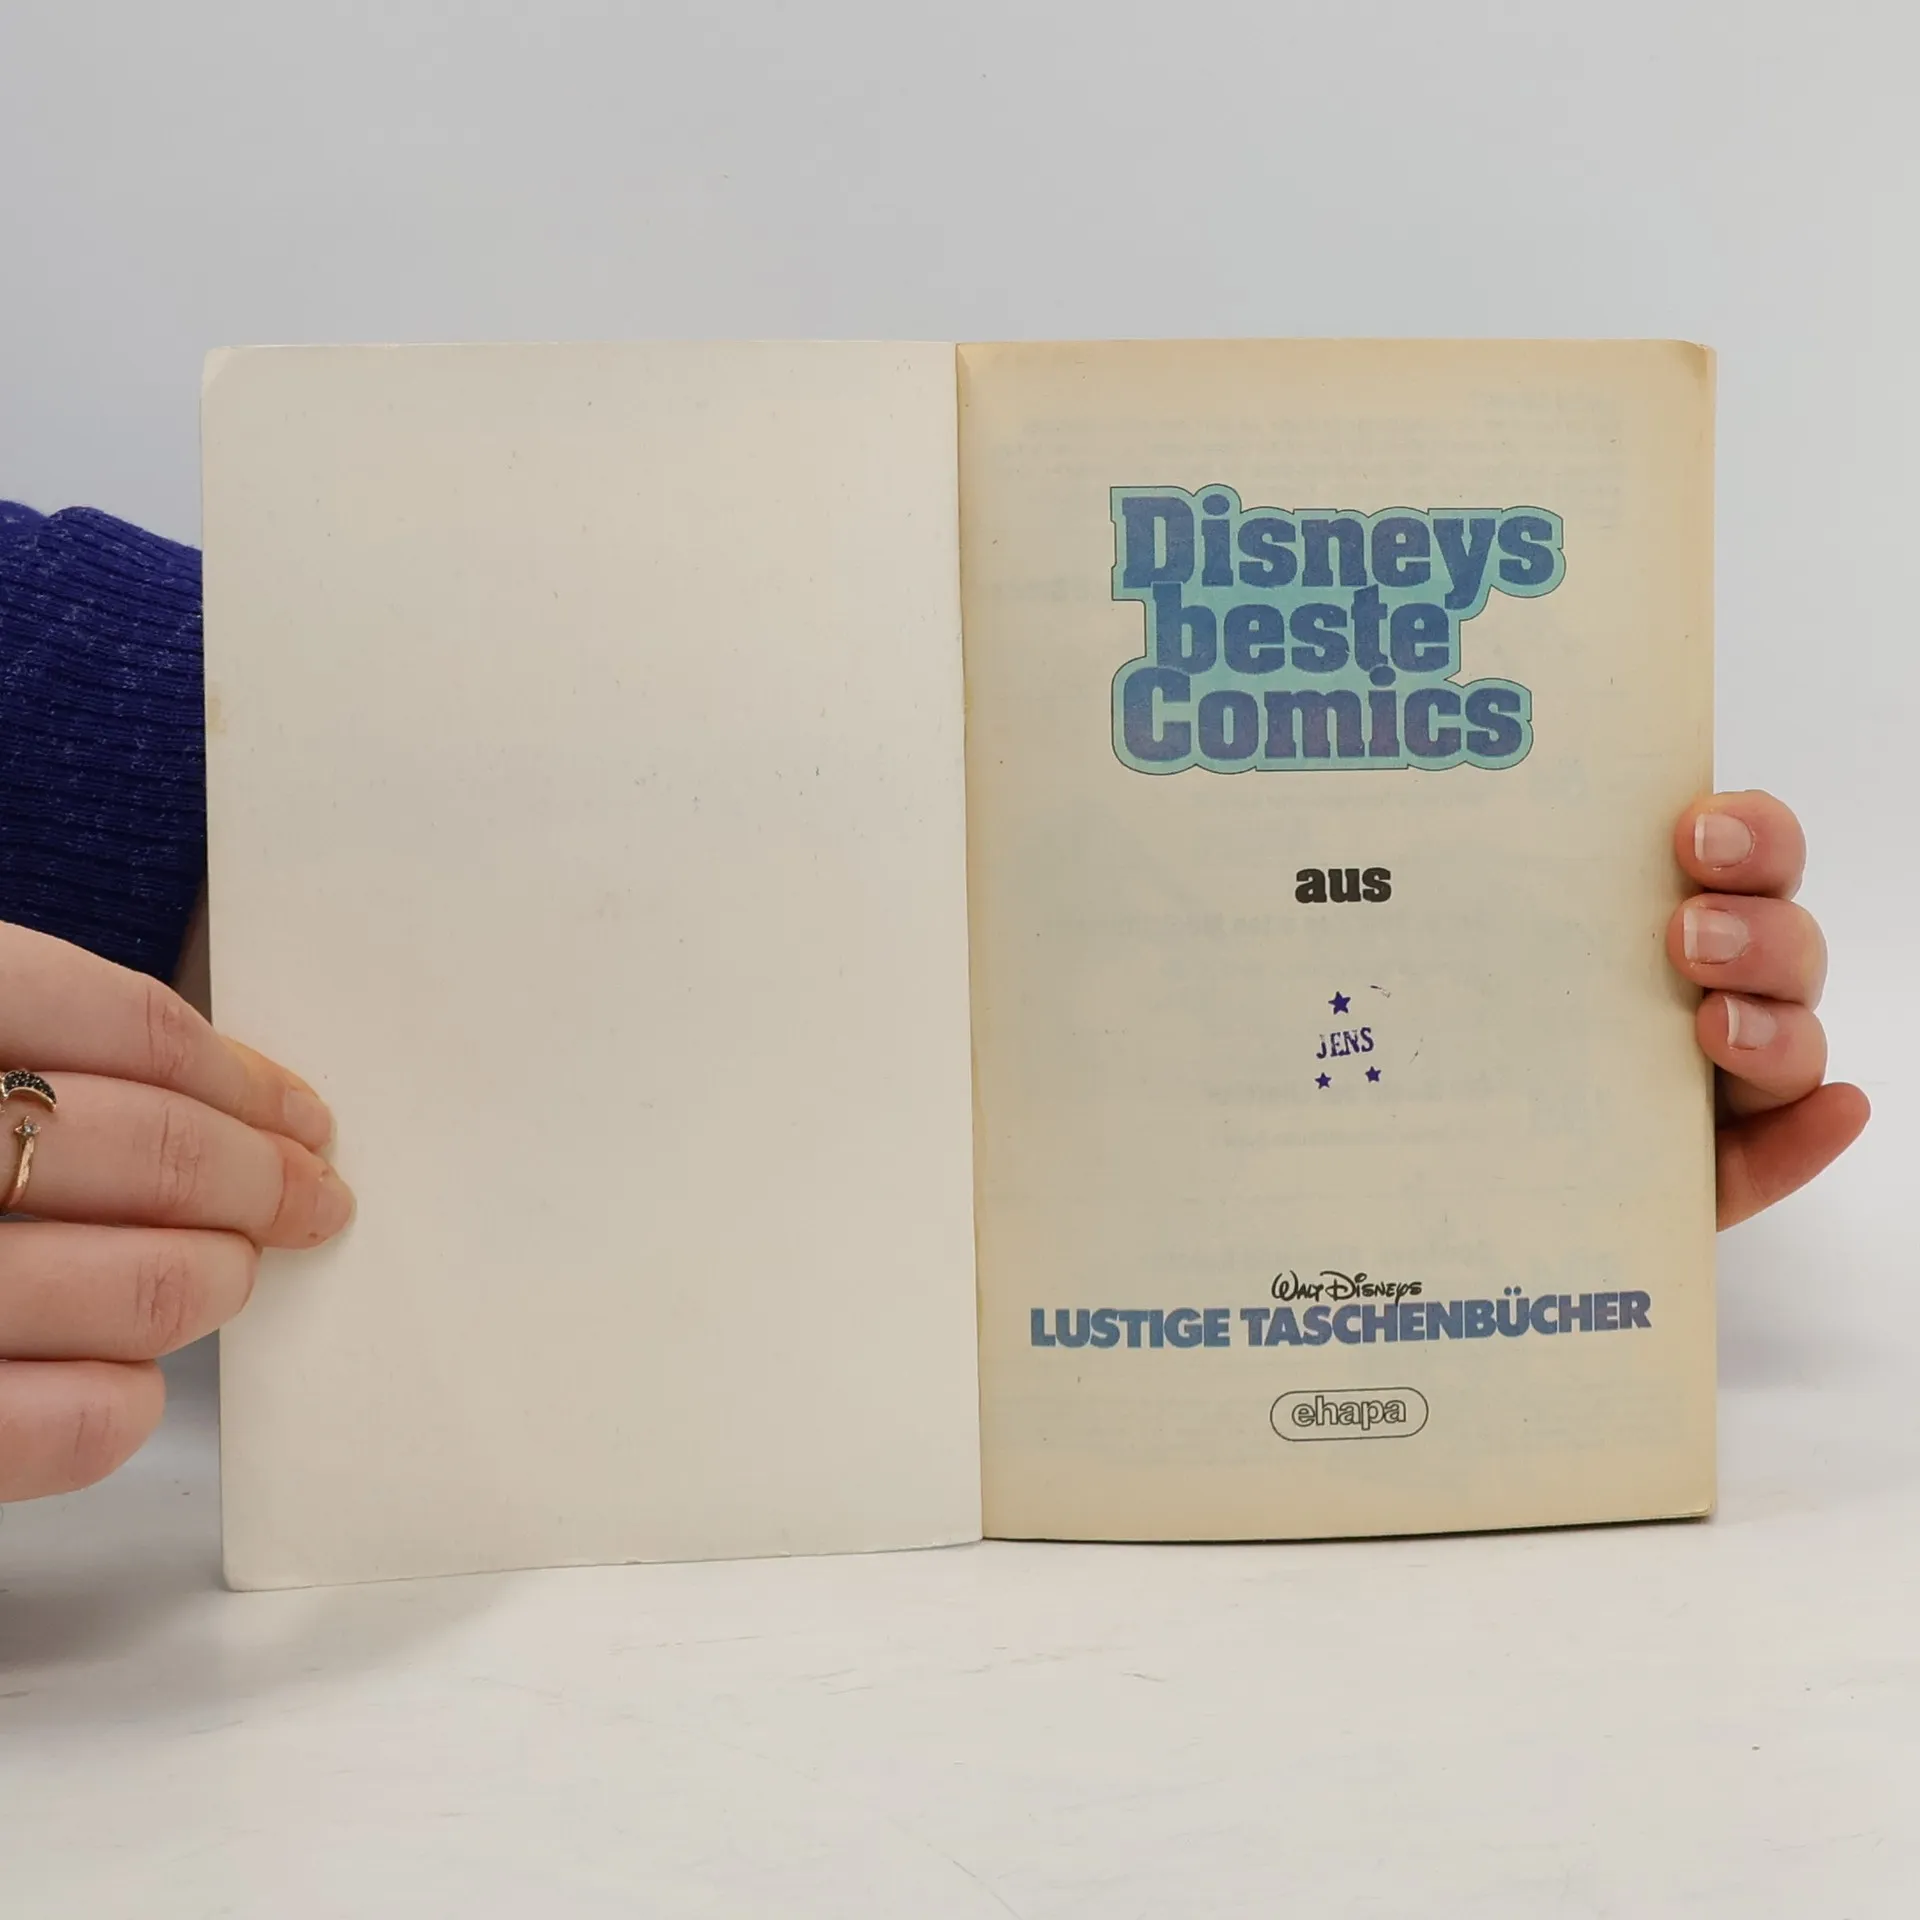 Disneys
beste
Comics
aus
JENS
WALT DISNEYS
LUSTIGE TASCHENBÜCHER
ehapa